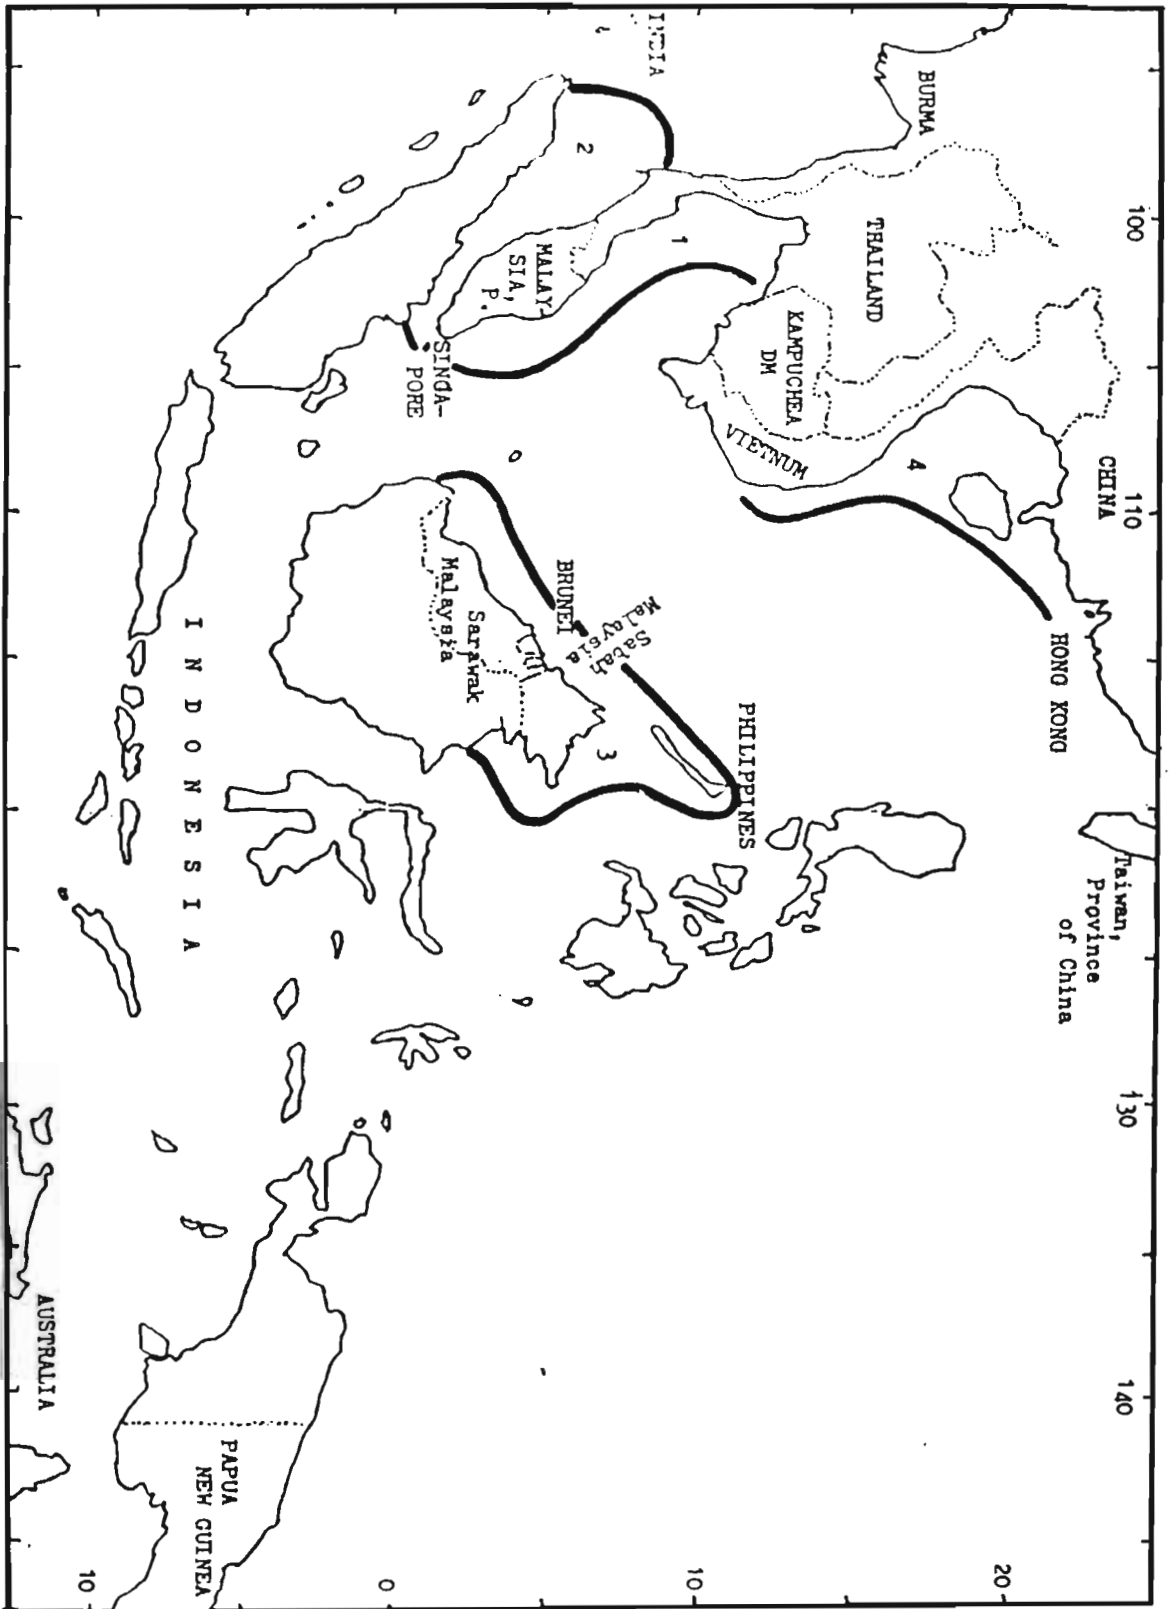 100
110
130
140
INDIA
BURMA
THAILAND
KAMPUCHEA
DM
VIETNUM
CHINA
HONG KONG
Taiwan,
Province
of China
2
1
4
3
MALAY-
SIA,
P.
SINGA-
PORE
BRUNEI
Sabah
Malaysia
Sarawak
Malaysia
PHILIPPINES
INDONESIA
AUSTRALIA
PAPUA
NEW GUINEA
10
0
10
20